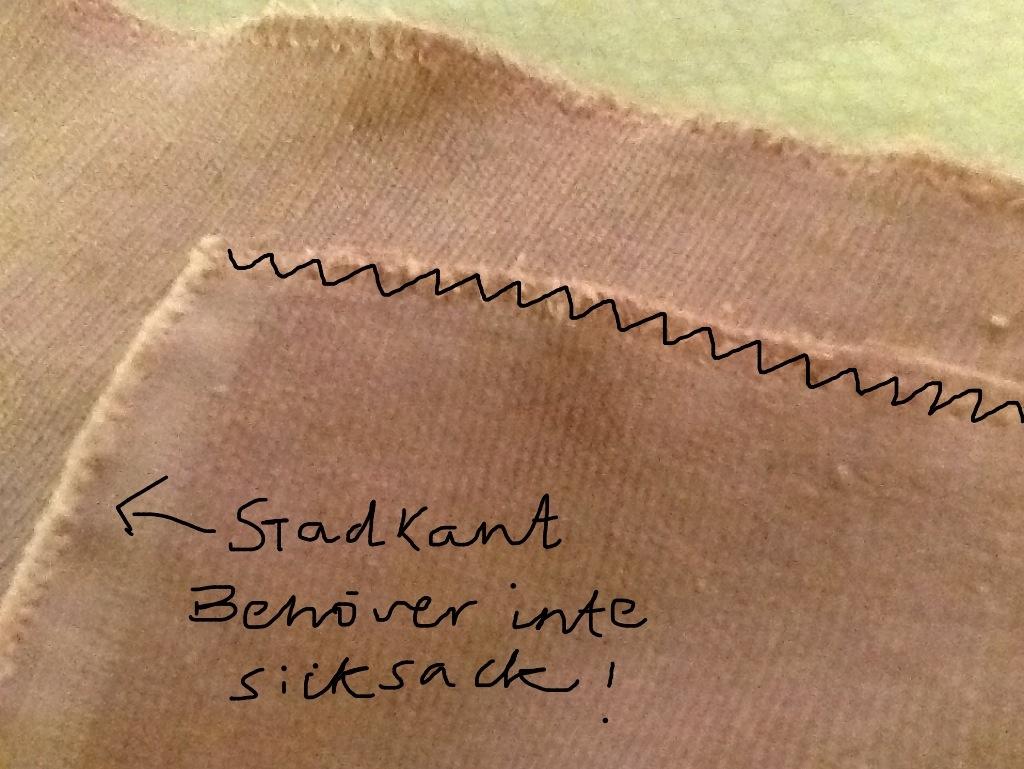 Stadkant
Behöver inte
sicksack!